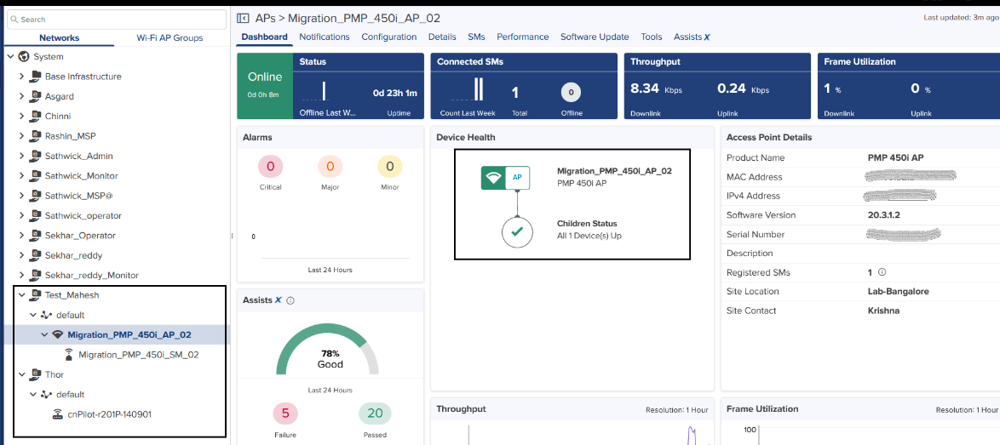 Search
Networks Wi-Fi AP Groups
System
Base Infrastructure
Asgard
Chinni
Rashin_MSP
Sathwick_Admin
Sathwick_Monitor
Sathwick_MSP@
Sathwick_operator
Sekhar_Operator
Sekhar_reddy
Sekhar_reddy_Monitor
Test_Mahesh
default
Migration_PMP_450i_AP_02
Migration_PMP_450i_SM_02
Thor
default
cnPilot-r201P-140901
APs > Migration_PMP_450i_AP_02
Last updated: 3m ago
Dashboard Notifications Configuration Details SMs Performance Software Update Tools Assists X
Online
0d 0h 8m
Status
0d 23h 1m
Offline Last W... Uptime
Connected SMs
1 0
Count Last Week Total Offline
Throughput
8.34 Kbps 0.24 Kbps
Downlink Uplink
Frame Utilization
1 % 0 %
Downlink Uplink
Alarms
0 0 0
Critical Major Minor
0
Last 24 Hours
Assists X
78%
Good
Last 24 Hours
5 20
Failure Passed
Device Health
AP
Migration_PMP_450i_AP_02
PMP 450i AP
Children Status
All 1 Device(s) Up
Access Point Details
Product Name PMP 450i AP
MAC Address
IPv4 Address
Software Version 20.3.1.2
Serial Number
Description
Registered SMs 1
Site Location Lab-Bangalore
Site Contact Krishna
Throughput Resolution: 1 Hour
Frame Utilization Resolution: 1 Hour
100